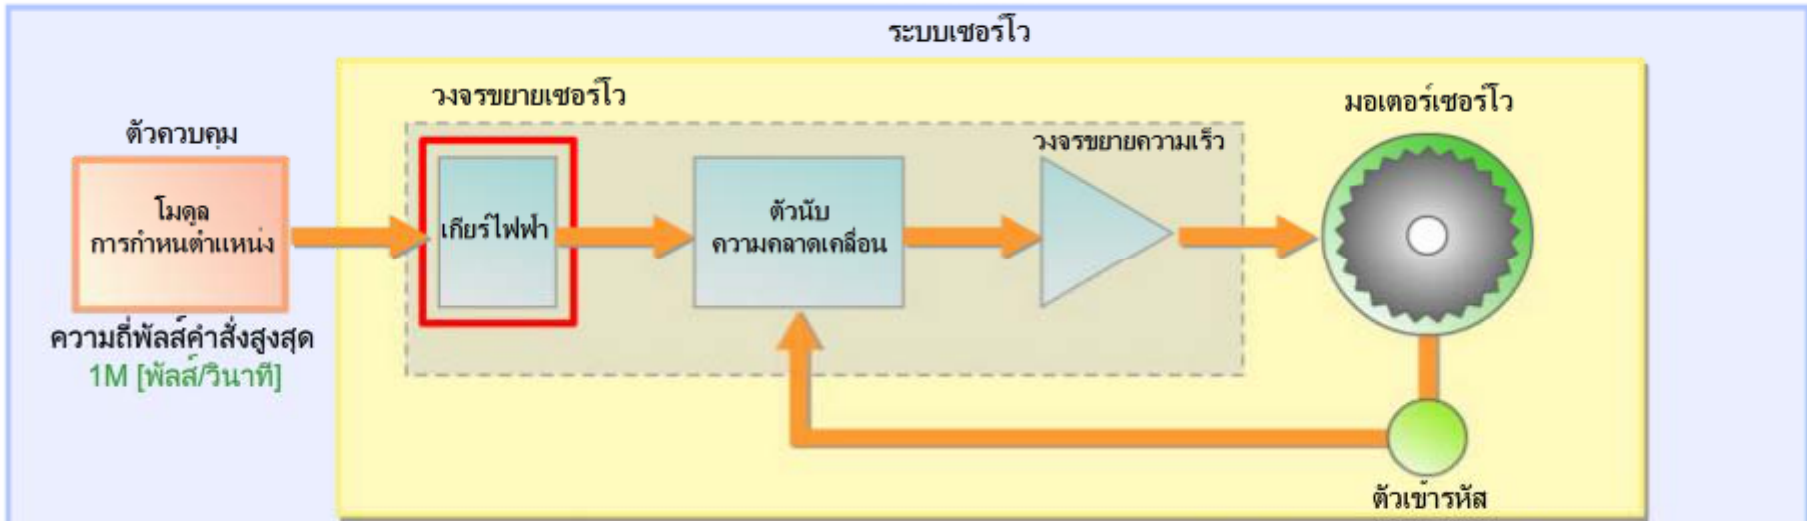 ระบบเซอร์โว
วงจรขยายเซอร์โว
มอเตอร์เซอร์โว
ตัวควบคุม
วงจรขยายความเร็ว
โมดูล
การกำหนตำแหน่ง
เกียร์ไฟฟ้า
ตัวนับ
ความคลาดเคลื่อน
ความถี่พัลส์คำสั่งสูงสุด
1M [พัลส์/วินาที]
ตัวเข้ารหัส